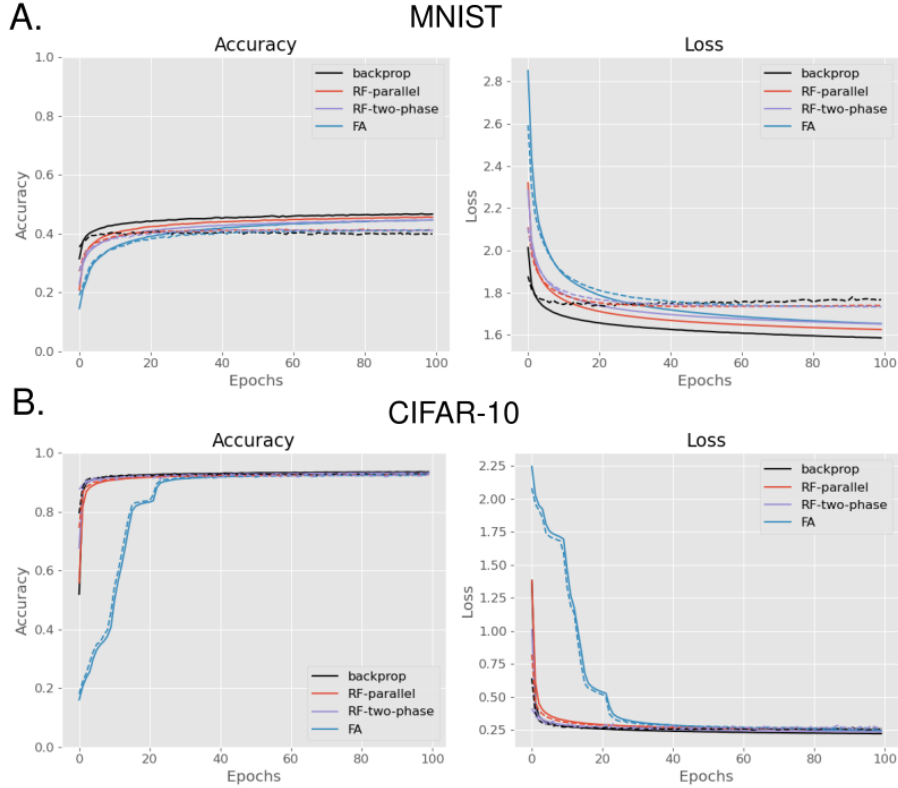 A.
MNIST
Accuracy
Loss
1.0
0.8
0.6
0.4
0.2
0.0
Accuracy
backprop
RF-parallel
RF-two-phase
FA
0
20
40
60
80
100
Epochs
2.8
2.6
2.4
2.2
2.0
1.8
1.6
Loss
backprop
RF-parallel
RF-two-phase
FA
0
20
40
60
80
100
Epochs
B.
CIFAR-10
Accuracy
Loss
1.0
0.8
0.6
0.4
0.2
0.0
Accuracy
backprop
RF-parallel
RF-two-phase
FA
0
20
40
60
80
100
Epochs
2.25
2.00
1.75
1.50
1.25
1.00
0.75
0.50
0.25
Loss
backprop
RF-parallel
RF-two-phase
FA
0
20
40
60
80
100
Epochs